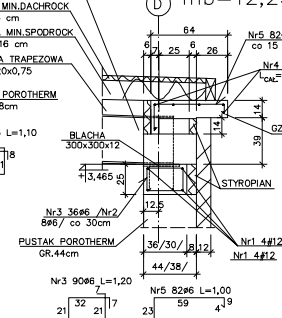 MIN.DACHROCK
cm
D
mb=12,2
MIN.SPODROCK
16 cm
64
6 7 25 6 26
Nr5 82
co 15
A TRAPEZOWA
20x0,75
Nr4
14
14
GZ
POROTHERM
8cm
6 L=1,10
8
BLACHA
300x300x12
39
+3,465
25
STYROPIAN
Nr3 36ø6 /Nr2
8ø6/ co 30cm
12.5
PUSTAK POROTHERM
GR.44cm
36/30/ 8 12
44/38/
Nr1 4#12
Nr1 4#12
Nr3 90ø6 L=1,20
7
21 32 21 7
Nr5 82ø6 L=1,00
23 59 4 9